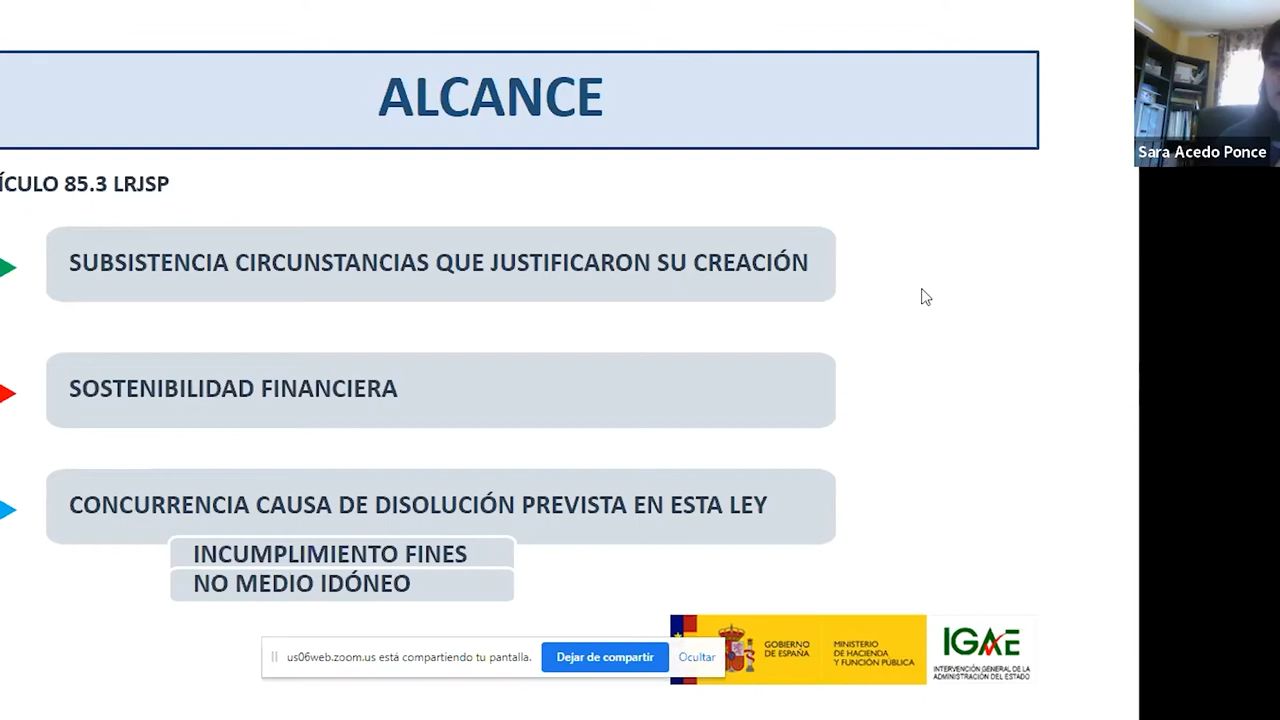 ALCANCE
Sara Acedo Ponce
ÍCULO 85.3 LRJSP
SUBSISTENCIA CIRCUNSTANCIAS QUE JUSTIFICARON SU CREACIÓN
SOSTENIBILIDAD FINANCIERA
CONCURRENCIA CAUSA DE DISOLUCIÓN PREVISTA EN ESTA LEY
INCUMPLIMIENTO FINES
NO MEDIO IDÓNEO
us06web.zoom.us está compartiendo tu pantalla.
Dejar de compartir
Ocultar
GOBIERNO
DE ESPAÑA
MINISTERIO
DE HACIENDA
Y FUNCIÓN PÚBLICA
IGAE
INTERVENCIÓN GENERAL DE LA
ADMINISTRACIÓN DEL ESTADO